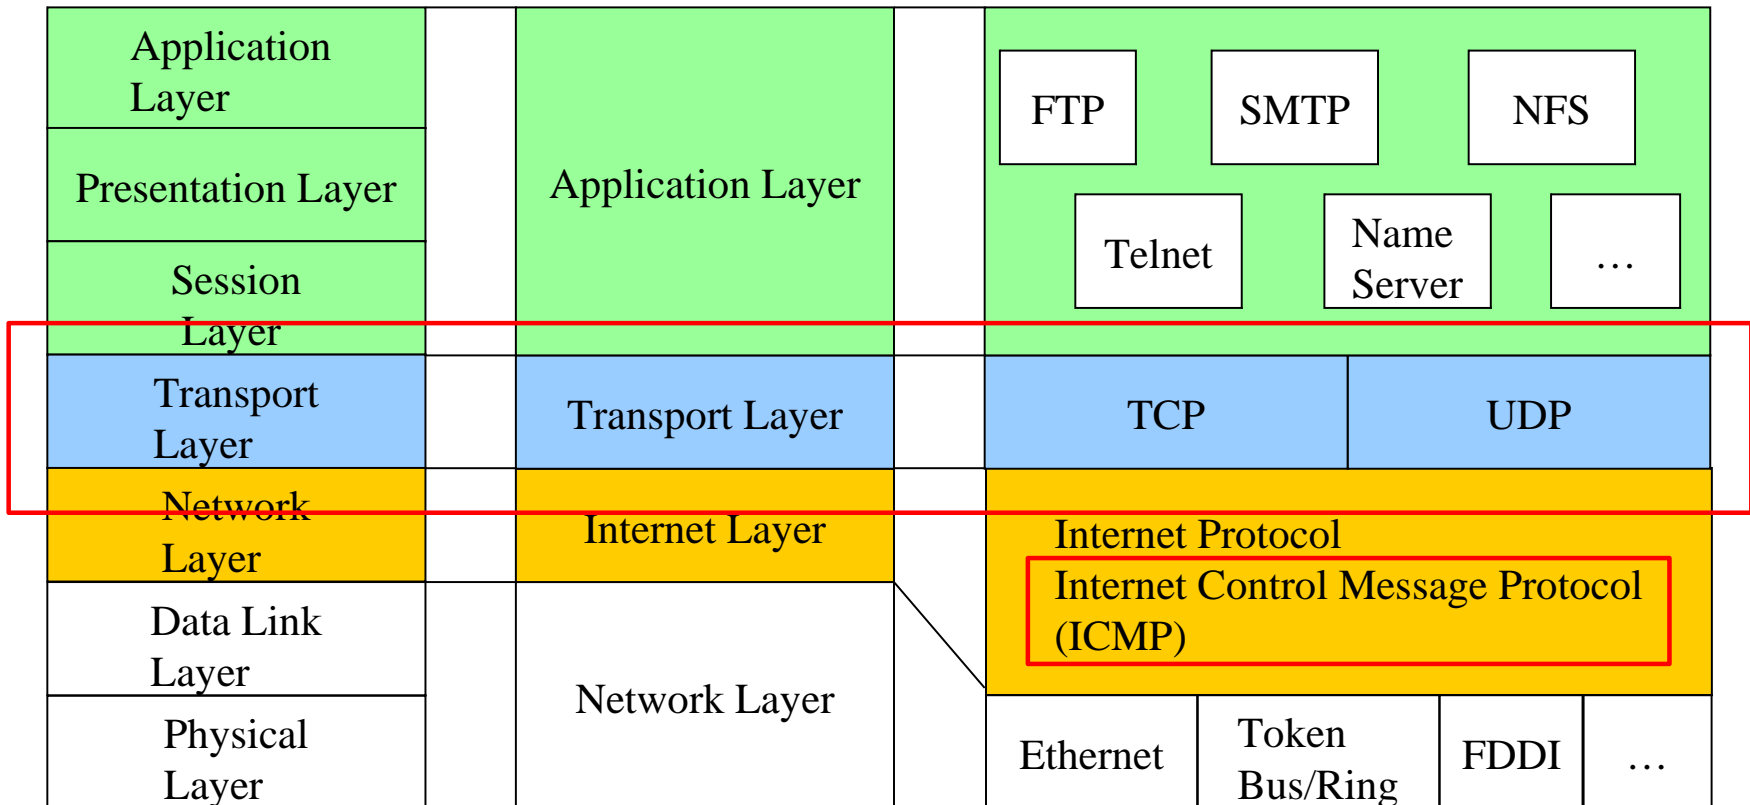 Application
Layer
Presentation Layer
Session
Layer
Transport
Layer
Network
Layer
Data Link
Layer
Physical
Layer
Application Layer
Transport Layer
Internet Layer
Network Layer
FTP
SMTP
NFS
Telnet
Name
Server
…
TCP
UDP
Internet Protocol
Internet Control Message Protocol
(ICMP)
Ethernet
Token
Bus/Ring
FDDI
…